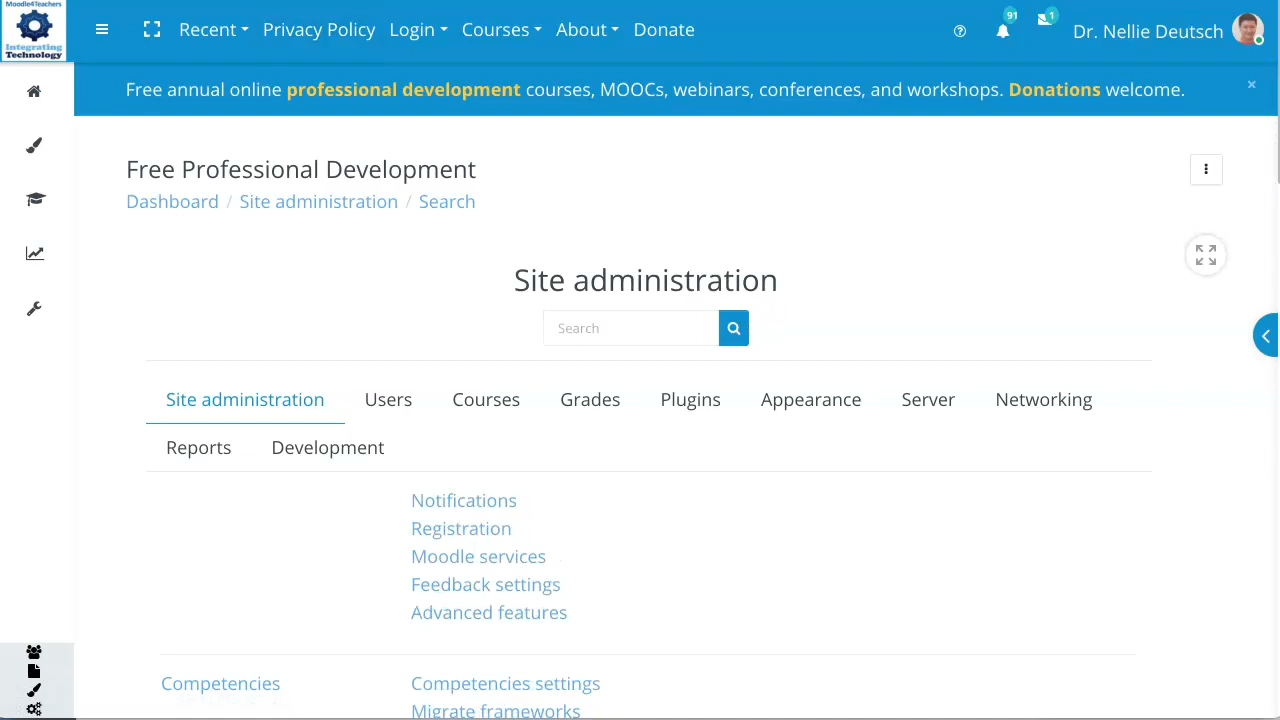 Moodle4Teachers
Integrating
Technology
Recent
Privacy Policy
Login
Courses
About
Donate
91
1
Dr. Nellie Deutsch
Free annual online professional development courses, MOOCs, webinars, conferences, and workshops. Donations welcome.
×
Free Professional Development
Dashboard / Site administration / Search
Site administration
Search
Site administration
Users
Courses
Grades
Plugins
Appearance
Server
Networking
Reports
Development
Notifications
Registration
Moodle services
Feedback settings
Advanced features
Competencies
Competencies settings
Migrate frameworks